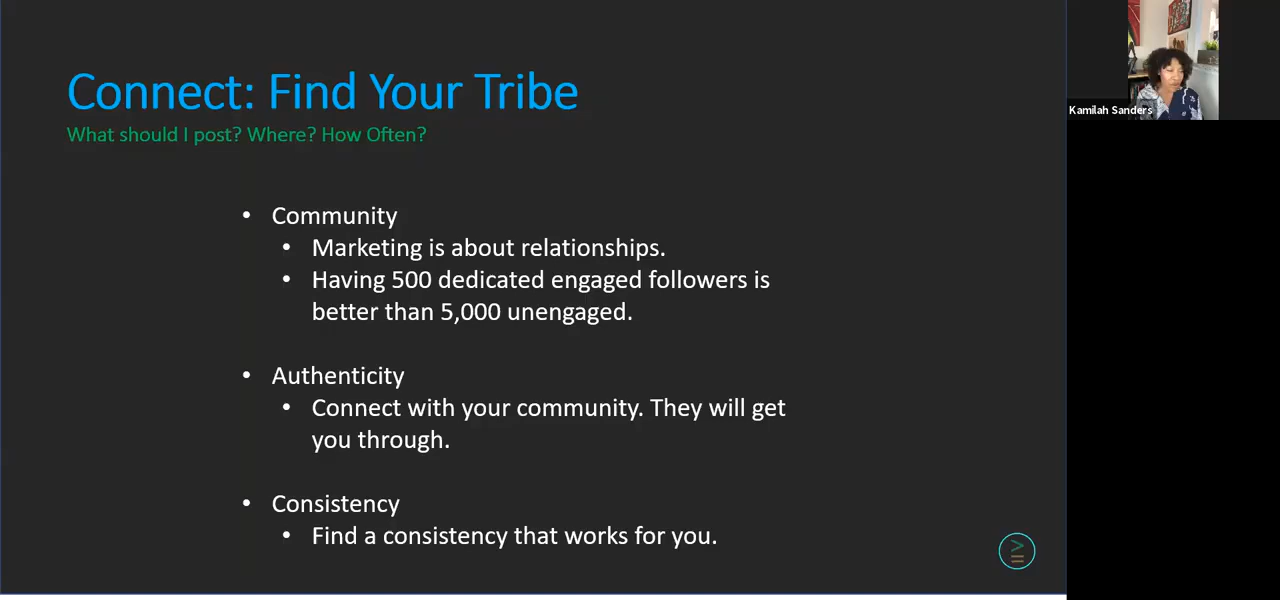 Connect: Find Your Tribe
What should I post? Where? How Often?
• Community
• Marketing is about relationships.
• Having 500 dedicated engaged followers is
better than 5,000 unengaged.
• Authenticity
• Connect with your community. They will get
you through.
• Consistency
• Find a consistency that works for you.
Kamilah Sanders